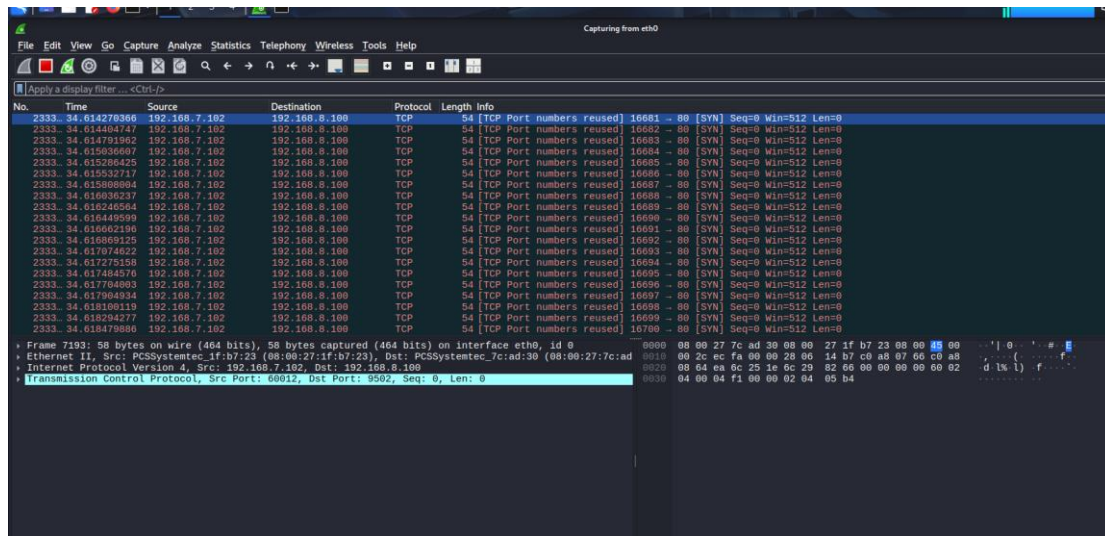 Capturing from eth0
File Edit View Go Capture Analyze Statistics Telephony Wireless Tools Help
Apply a display filter ... <Ctrl-/>
No. Time Source Destination Protocol Length Info
2333… 34.614270366 192.168.7.102 192.168.8.100 TCP 54 [TCP Port numbers reused] 16681 → 80 [SYN] Seq=0 Win=512 Len=0
2333… 34.614404747 192.168.7.102 192.168.8.100 TCP 54 [TCP Port numbers reused] 16682 → 80 [SYN] Seq=0 Win=512 Len=0
2333… 34.614791962 192.168.7.102 192.168.8.100 TCP 54 [TCP Port numbers reused] 16683 → 80 [SYN] Seq=0 Win=512 Len=0
2333… 34.615036607 192.168.7.102 192.168.8.100 TCP 54 [TCP Port numbers reused] 16684 → 80 [SYN] Seq=0 Win=512 Len=0
2333… 34.615286425 192.168.7.102 192.168.8.100 TCP 54 [TCP Port numbers reused] 16685 → 80 [SYN] Seq=0 Win=512 Len=0
2333… 34.615532717 192.168.7.102 192.168.8.100 TCP 54 [TCP Port numbers reused] 16686 → 80 [SYN] Seq=0 Win=512 Len=0
2333… 34.615808004 192.168.7.102 192.168.8.100 TCP 54 [TCP Port numbers reused] 16687 → 80 [SYN] Seq=0 Win=512 Len=0
2333… 34.616036237 192.168.7.102 192.168.8.100 TCP 54 [TCP Port numbers reused] 16688 → 80 [SYN] Seq=0 Win=512 Len=0
2333… 34.616246564 192.168.7.102 192.168.8.100 TCP 54 [TCP Port numbers reused] 16689 → 80 [SYN] Seq=0 Win=512 Len=0
2333… 34.616449599 192.168.7.102 192.168.8.100 TCP 54 [TCP Port numbers reused] 16690 → 80 [SYN] Seq=0 Win=512 Len=0
2333… 34.616662196 192.168.7.102 192.168.8.100 TCP 54 [TCP Port numbers reused] 16691 → 80 [SYN] Seq=0 Win=512 Len=0
2333… 34.616869125 192.168.7.102 192.168.8.100 TCP 54 [TCP Port numbers reused] 16692 → 80 [SYN] Seq=0 Win=512 Len=0
2333… 34.617074622 192.168.7.102 192.168.8.100 TCP 54 [TCP Port numbers reused] 16693 → 80 [SYN] Seq=0 Win=512 Len=0
2333… 34.617275158 192.168.7.102 192.168.8.100 TCP 54 [TCP Port numbers reused] 16694 → 80 [SYN] Seq=0 Win=512 Len=0
2333… 34.617484576 192.168.7.102 192.168.8.100 TCP 54 [TCP Port numbers reused] 16695 → 80 [SYN] Seq=0 Win=512 Len=0
2333… 34.617704003 192.168.7.102 192.168.8.100 TCP 54 [TCP Port numbers reused] 16696 → 80 [SYN] Seq=0 Win=512 Len=0
2333… 34.617904934 192.168.7.102 192.168.8.100 TCP 54 [TCP Port numbers reused] 16697 → 80 [SYN] Seq=0 Win=512 Len=0
2333… 34.618100119 192.168.7.102 192.168.8.100 TCP 54 [TCP Port numbers reused] 16698 → 80 [SYN] Seq=0 Win=512 Len=0
2333… 34.618294277 192.168.7.102 192.168.8.100 TCP 54 [TCP Port numbers reused] 16699 → 80 [SYN] Seq=0 Win=512 Len=0
2333… 34.618479886 192.168.7.102 192.168.8.100 TCP 54 [TCP Port numbers reused] 16700 → 80 [SYN] Seq=0 Win=512 Len=0
Frame 7193: 58 bytes on wire (464 bits), 58 bytes captured (464 bits) on interface eth0, id 0
Ethernet II, Src: PCSSystemtec_1f:b7:23 (08:00:27:1f:b7:23), Dst: PCSSystemtec_7c:ad:30 (08:00:27:7c:ad
Internet Protocol Version 4, Src: 192.168.7.102, Dst: 192.168.8.100
Transmission Control Protocol, Src Port: 60012, Dst Port: 9502, Seq: 0, Len: 0
0000 08 00 27 7c ad 30 08 00 27 1f b7 23 08 00 45 00 ··'|·0·· '··#··E·
0010 00 2c ec fa 00 00 28 06 14 b7 c0 a8 07 66 c0 a8 ·,····(· ·····f··
0020 08 64 ea 6c 25 1e 6c 29 82 66 00 00 00 00 60 02 ·d·l%·l) ·f····`·
0030 04 00 04 f1 00 00 02 04 05 b4 ········ ··